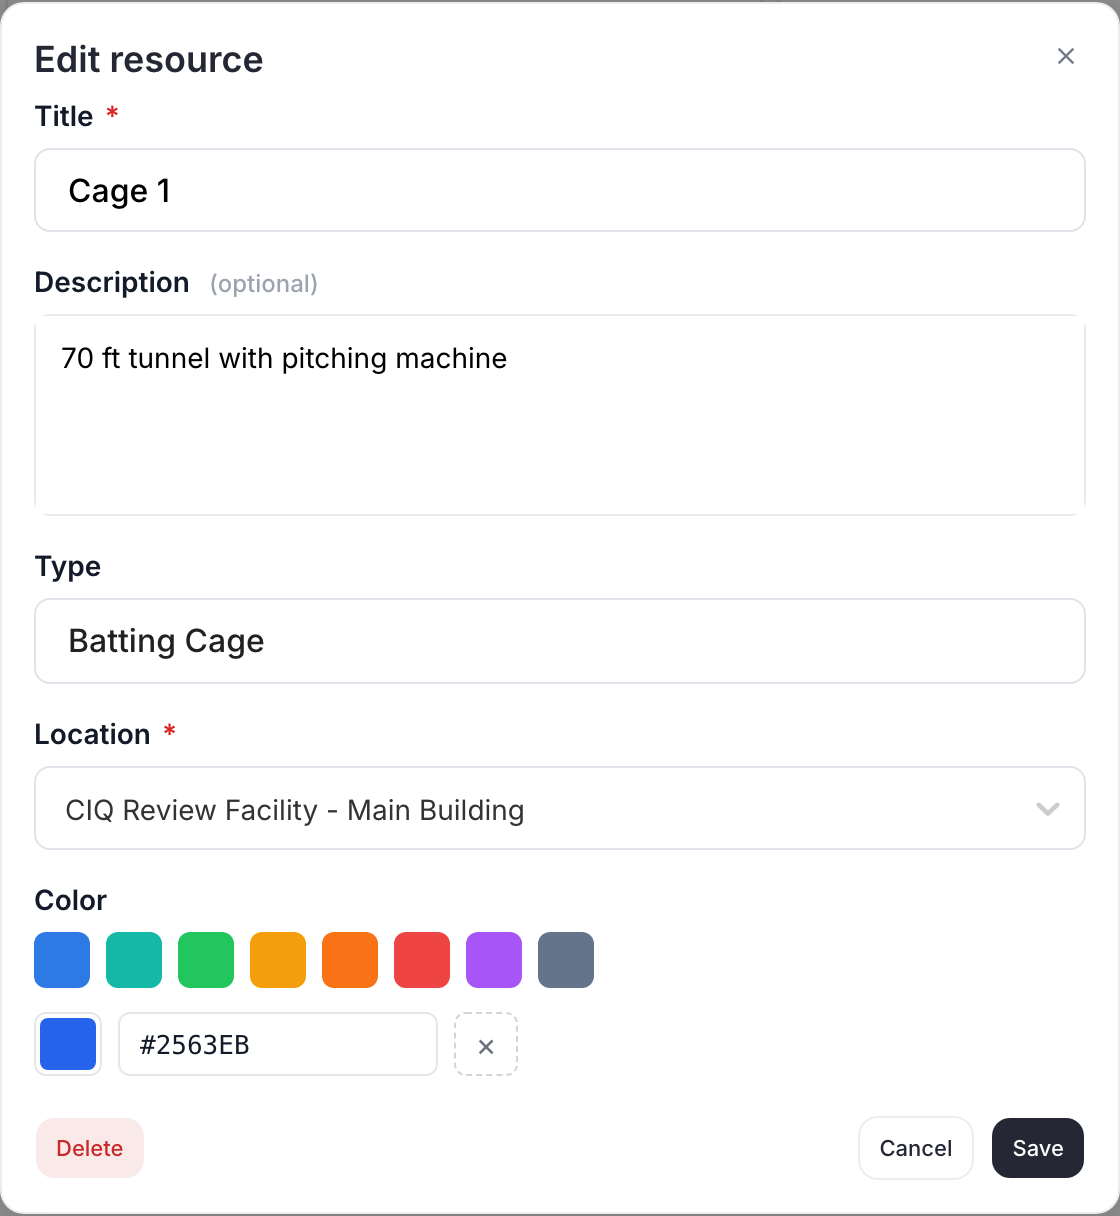 Edit resource
Title *
Cage 1
Description (optional)
70 ft tunnel with pitching machine
Type
Batting Cage
Location *
CIQ Review Facility - Main Building
Color
#2563EB
Delete
Cancel
Save